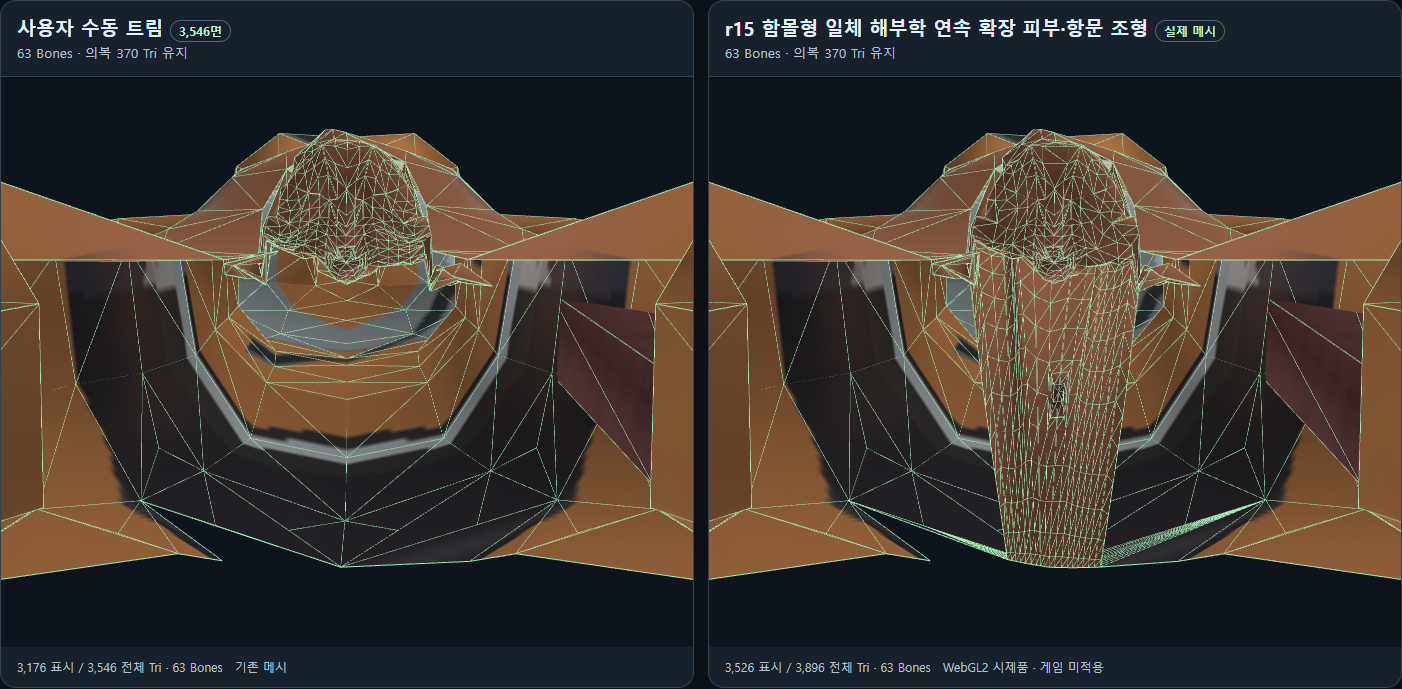 사용자 수동 트림 3,546면
63 Bones · 의복 370 Tri 유지
3,176 표시 / 3,546 전체 Tri · 63 Bones 기존 메시
r15 함몰형 일체 해부학 연속 확장 피부·항문 조형 실제 메시
63 Bones · 의복 370 Tri 유지
3,526 표시 / 3,896 전체 Tri · 63 Bones WebGL2 시제품 · 게임 미적용